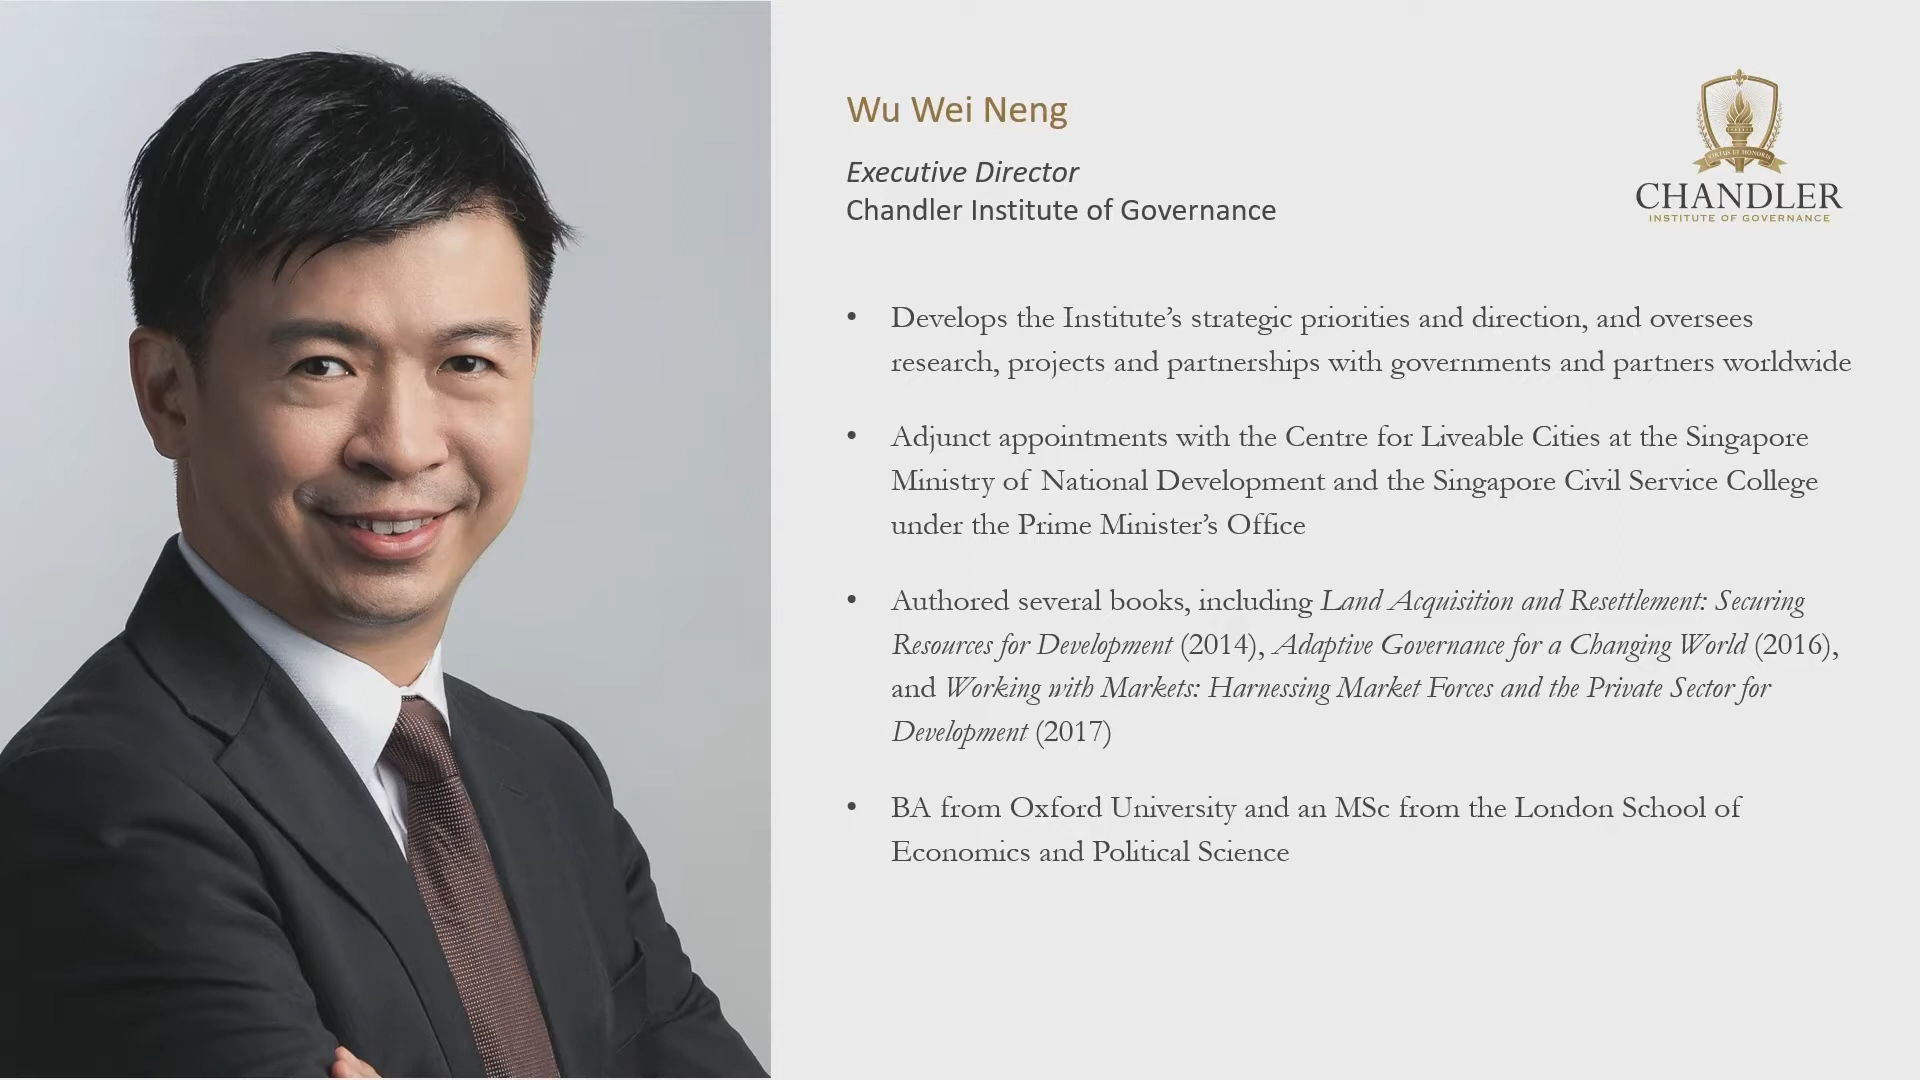 Wu Wei Neng
Executive Director
Chandler Institute of Governance
VIRTUS ET HONORIS
CHANDLER
INSTITUTE OF GOVERNANCE
• Develops the Institute’s strategic priorities and direction, and oversees
research, projects and partnerships with governments and partners worldwide
• Adjunct appointments with the Centre for Liveable Cities at the Singapore
Ministry of National Development and the Singapore Civil Service College
under the Prime Minister’s Office
• Authored several books, including Land Acquisition and Resettlement: Securing
Resources for Development (2014), Adaptive Governance for a Changing World (2016),
and Working with Markets: Harnessing Market Forces and the Private Sector for
Development (2017)
• BA from Oxford University and an MSc from the London School of
Economics and Political Science